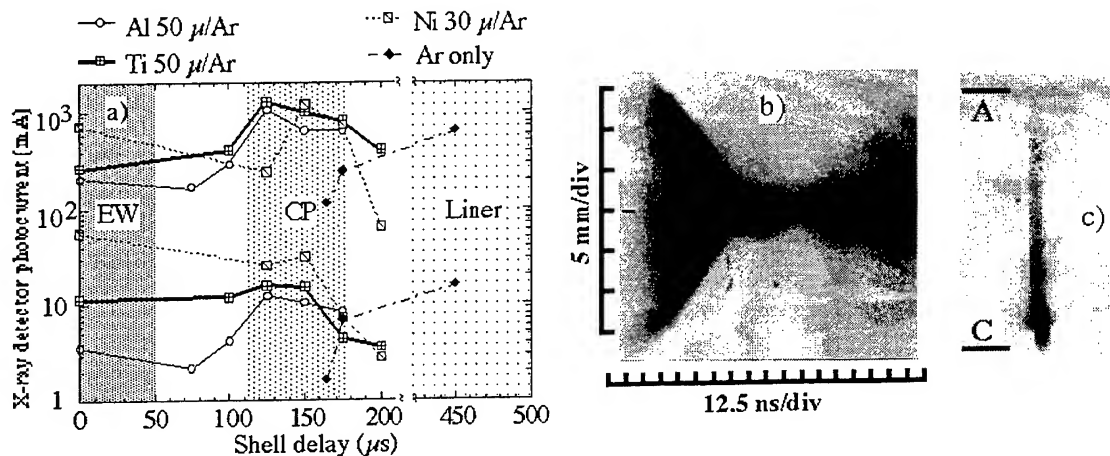 Al 50 μ/Ar
Ni 30 μ/Ar
Ti 50 μ/Ar
Ar only
X-ray detector photocurrent [mA]
10³
10²
10
1
a)
EW
CP
Liner
0 50 100 150 200 400 450 500
Shell delay (μs)
b)
5 mm/div
12.5 ns/div
A
C
c)